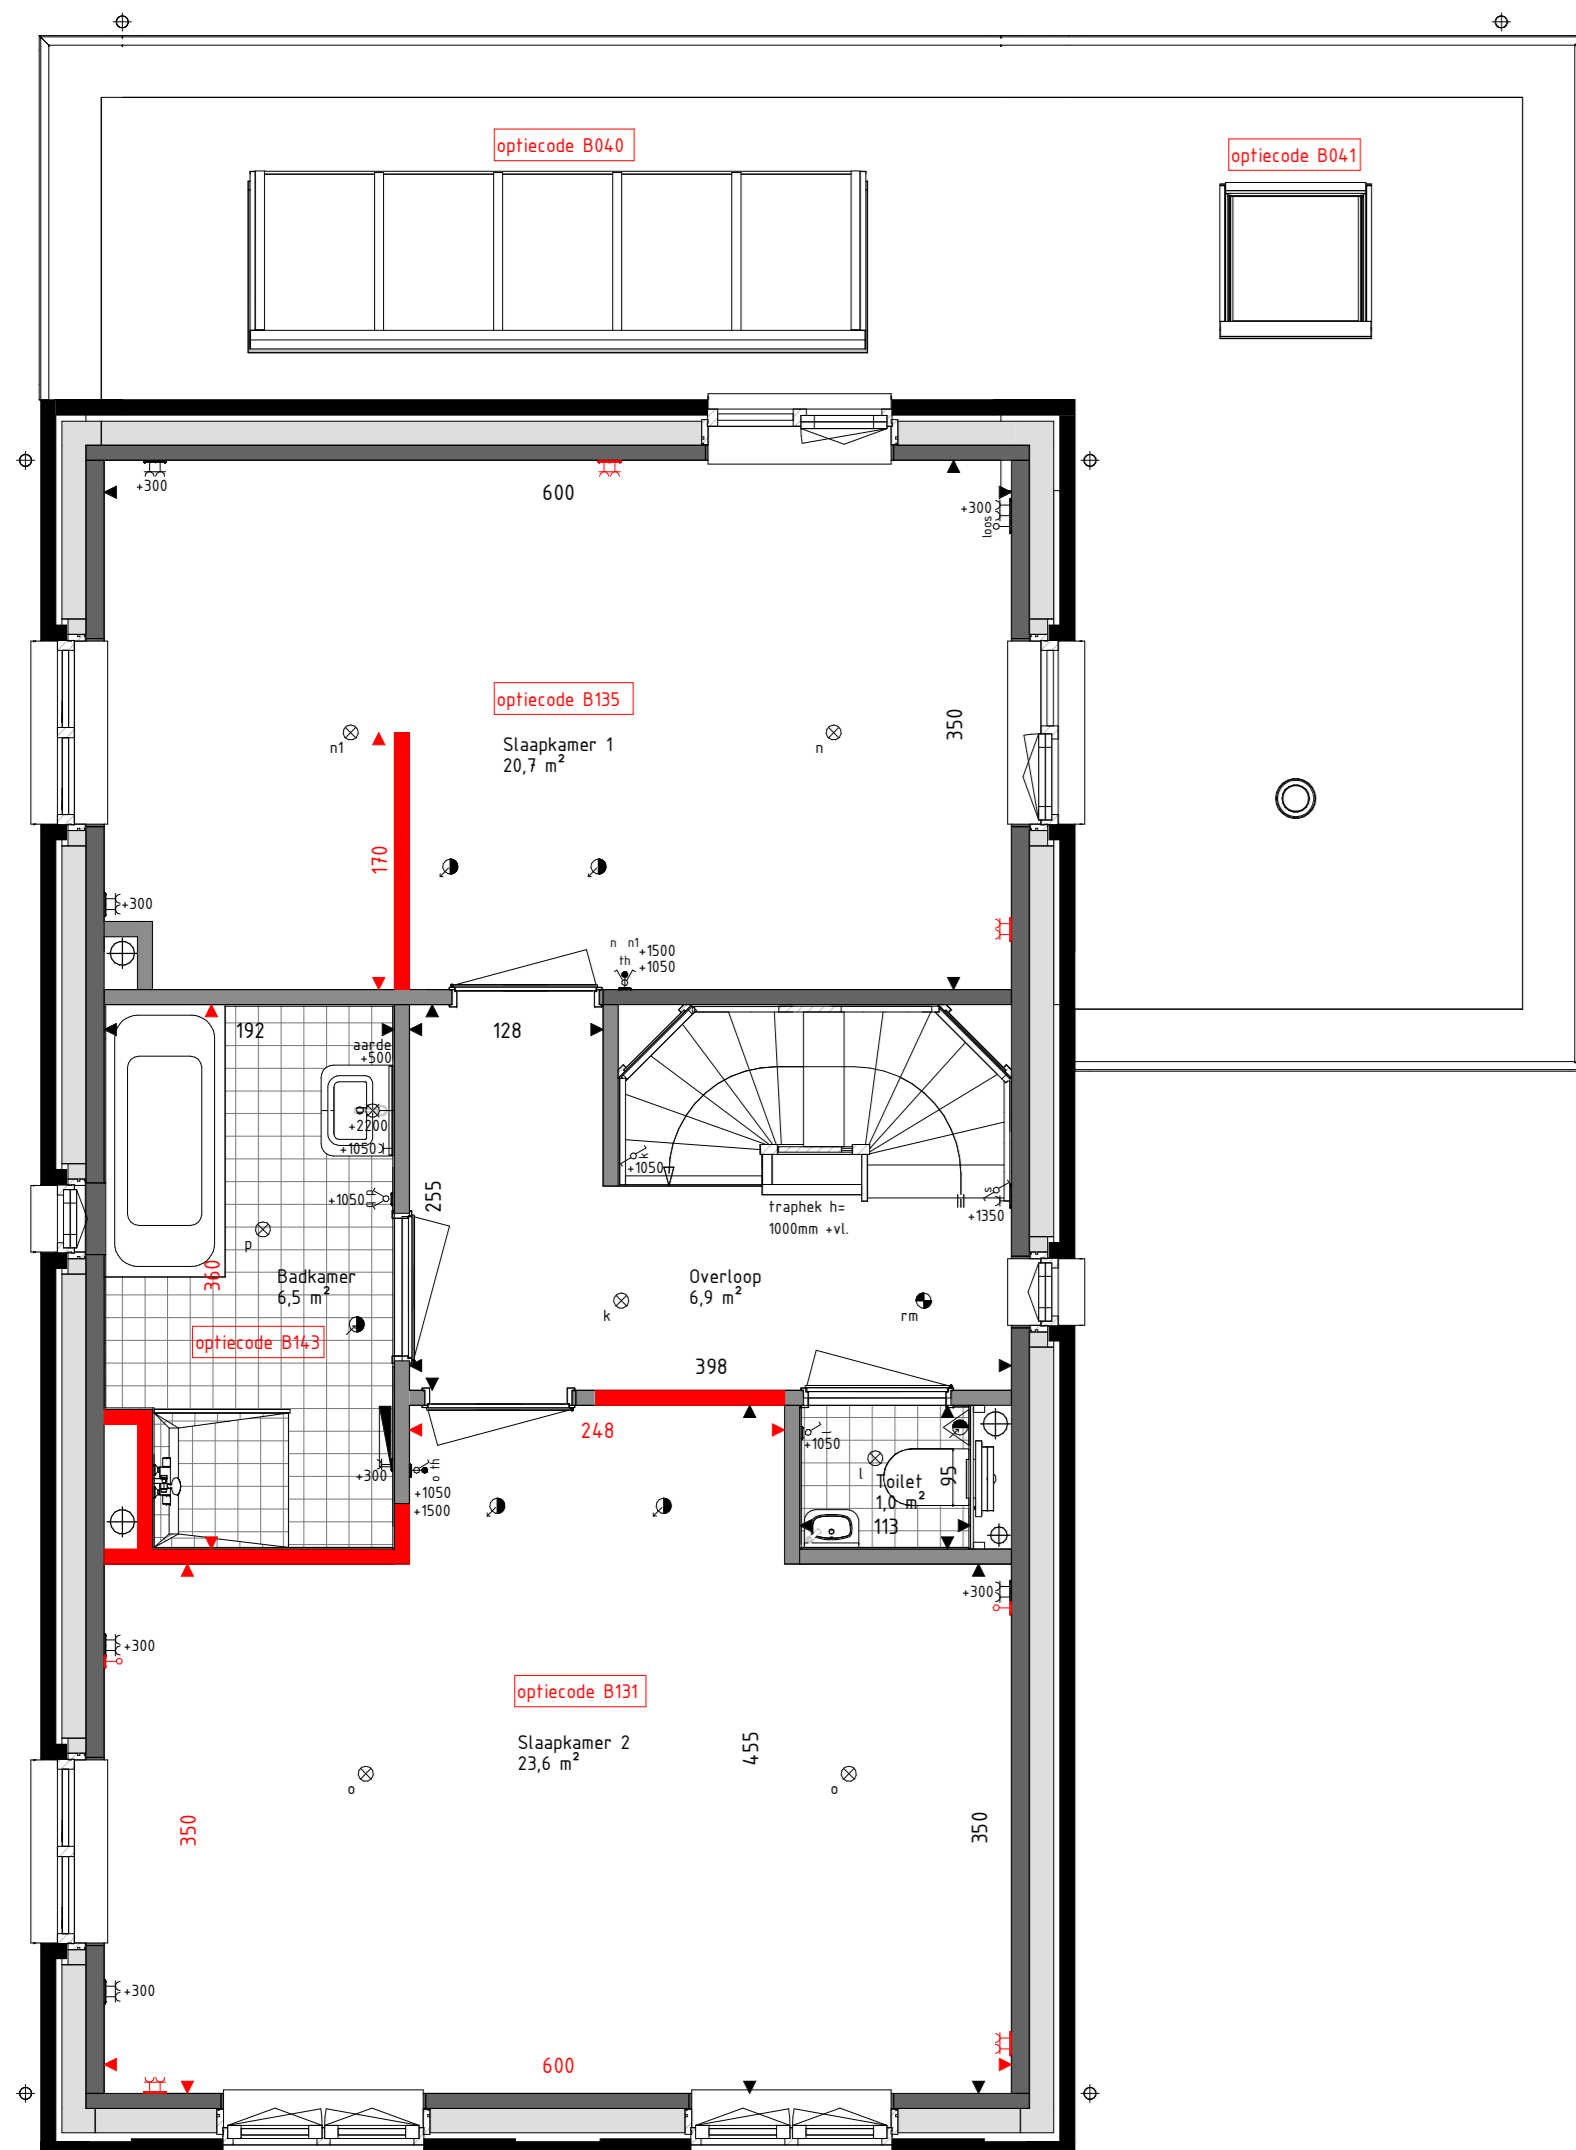 optiecode B040
optiecode B041
+300
600
+300
loos
optiecode B135
n1
Slaapkamer 1
20,7 m²
n
350
170
+300
n n1 +1500
th +1050
192
128
aarde
+500
+2200
+1050
k
+1050
+1050
255
traphek h=
1000mm +vl.
s
+1350
p
360
Badkamer
6,5 m²
Overloop
6,9 m²
k
rm
optiecode B143
398
248
+1050
l
+300
o th
+1050
+1500
Toilet
1,0 m²
95
113
+300
+300
optiecode B131
Slaapkamer 2
23,6 m²
455
o
o
350
350
+300
600